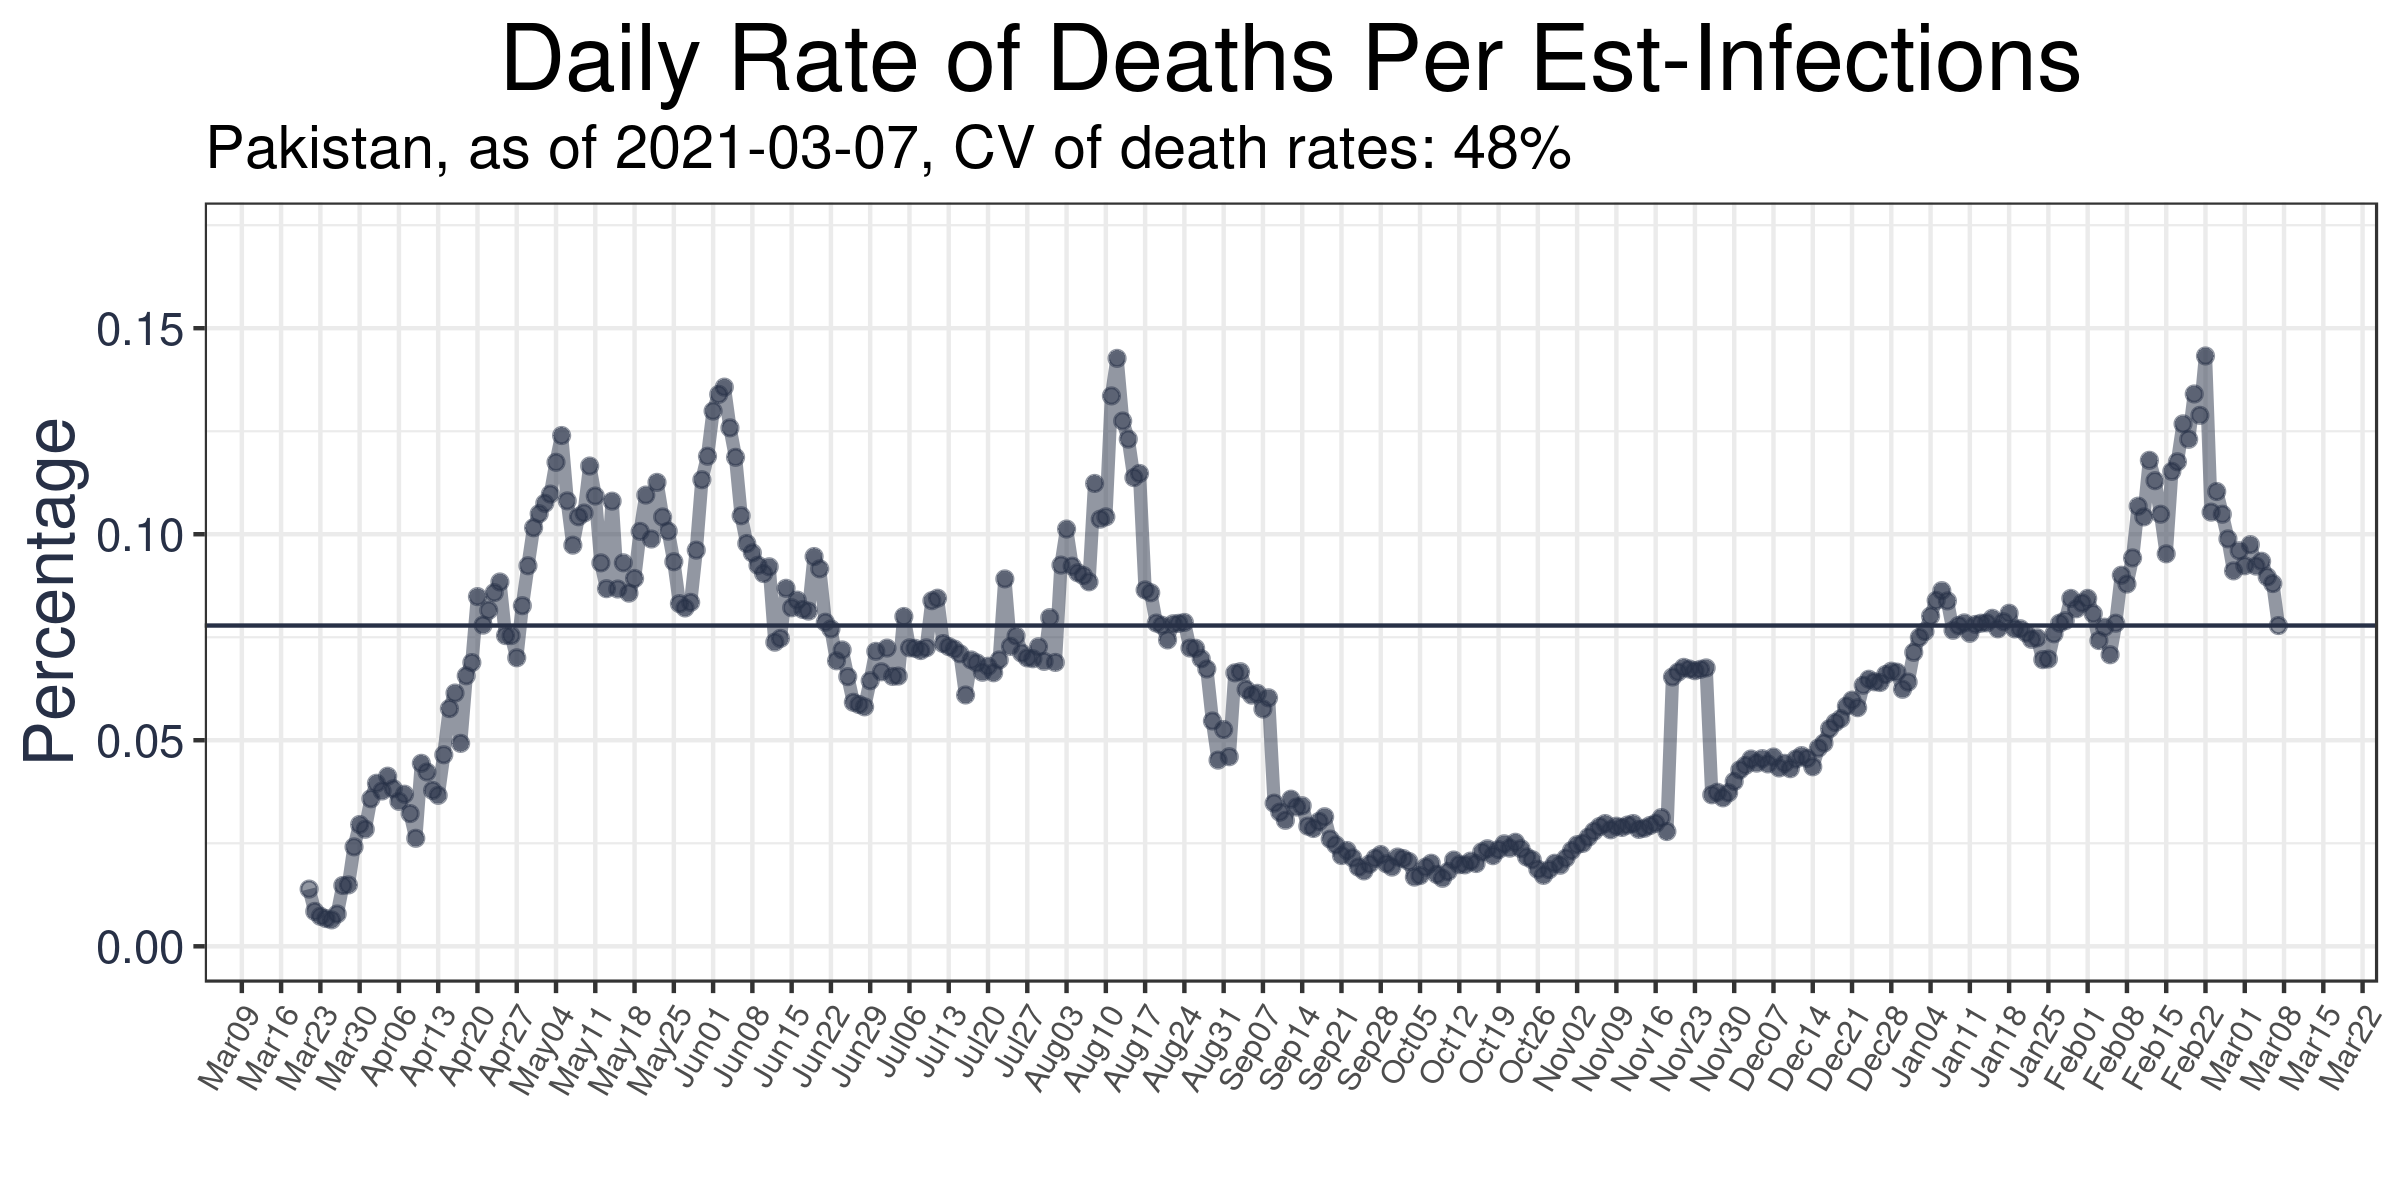 Daily Rate of Deaths Per Est-Infections
Pakistan, as of 2021-03-07, CV of death rates: 48%
Percentage
0.15
0.10
0.05
0.00
Mar09
Mar16
Mar23
Mar30
Apr06
Apr13
Apr20
Apr27
May04
May11
May18
May25
Jun01
Jun08
Jun15
Jun22
Jun29
Jul06
Jul13
Jul20
Jul27
Aug03
Aug10
Aug17
Aug24
Aug31
Sep07
Sep14
Sep21
Sep28
Oct05
Oct12
Oct19
Oct26
Nov02
Nov09
Nov16
Nov23
Nov30
Dec07
Dec14
Dec21
Dec28
Jan04
Jan11
Jan18
Jan25
Feb01
Feb08
Feb15
Feb22
Mar01
Mar08
Mar15
Mar22